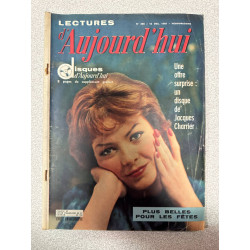 LECTURES
d'Aujourd'hui
disques
d'Aujourd'hui
Une
offre
surprise :
un
disque
de
Jacques
Charrier
PLUS BELLES
POUR LES FÊTES